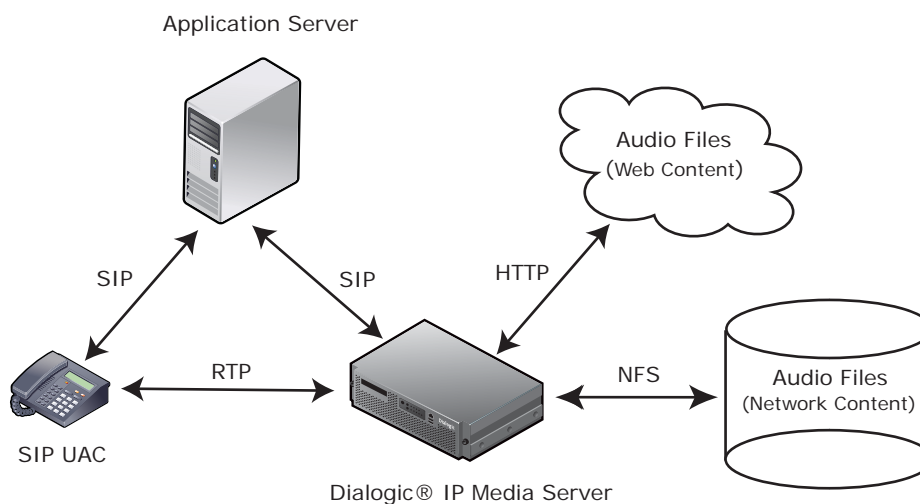 Application Server
Audio Files
(Web Content)
SIP
SIP
HTTP
RTP
NFS
Audio Files
(Network Content)
SIP UAC
Dialogic® IP Media Server